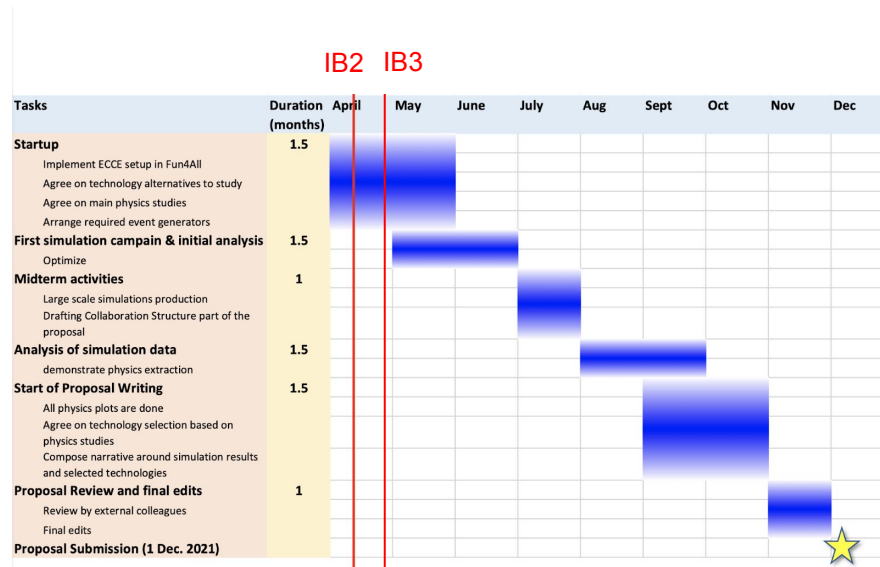 IB2 IB3
Tasks Duration (months) April May June July Aug Sept Oct Nov Dec
Startup 1.5
Implement ECCE setup in Fun4All
Agree on technology alternatives to study
Agree on main physics studies
Arrange required event generators
First simulation campain & initial analysis 1.5
Optimize
Midterm activities 1
Large scale simulations production
Drafting Collaboration Structure part of the
proposal
Analysis of simulation data 1.5
demonstrate physics extraction
Start of Proposal Writing 1.5
All physics plots are done
Agree on technology selection based on
physics studies
Compose narrative around simulation results
and selected technologies
Proposal Review and final edits 1
Review by external colleagues
Final edits
Proposal Submission (1 Dec. 2021)